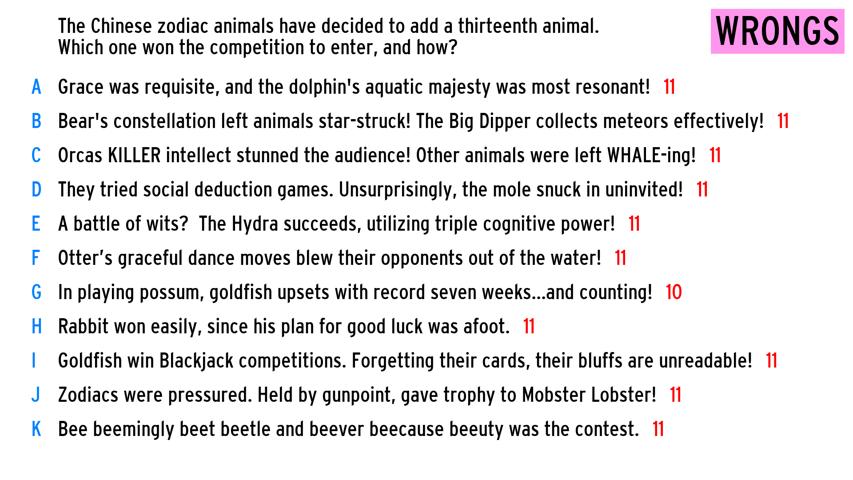 The Chinese zodiac animals have decided to add a thirteenth animal.
Which one won the competition to enter, and how?
WRONGS
A Grace was requisite, and the dolphin's aquatic majesty was most resonant! 11
B Bear's constellation left animals star-struck! The Big Dipper collects meteors effectively! 11
C Orcas KILLER intellect stunned the audience! Other animals were left WHALE-ing! 11
D They tried social deduction games. Unsurprisingly, the mole snuck in uninvited! 11
E A battle of wits? The Hydra succeeds, utilizing triple cognitive power! 11
F Otter’s graceful dance moves blew their opponents out of the water! 11
G In playing possum, goldfish upsets with record seven weeks...and counting! 10
H Rabbit won easily, since his plan for good luck was afoot. 11
I Goldfish win Blackjack competitions. Forgetting their cards, their bluffs are unreadable! 11
J Zodiacs were pressured. Held by gunpoint, gave trophy to Mobster Lobster! 11
K Bee beemingly beet beetle and beever beecause beeuty was the contest. 11